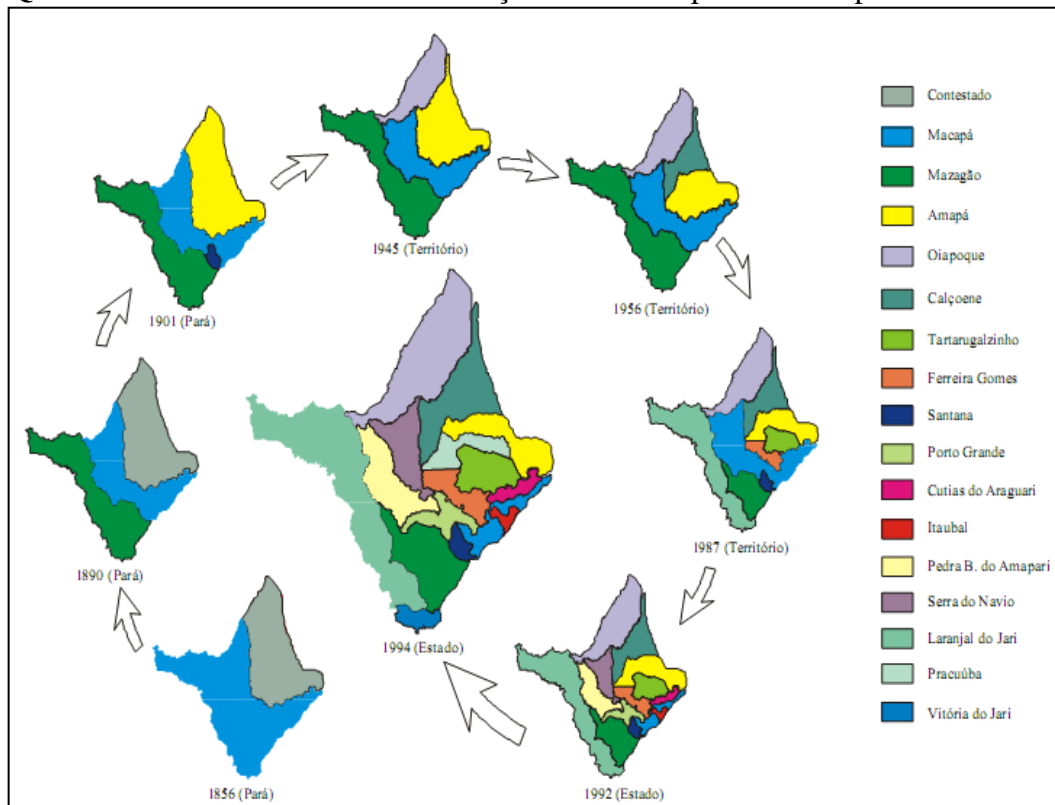 1945 (Território)
1956 (Território)
1901 (Pará)
1890 (Pará)
1994 (Estado)
1987 (Território)
1856 (Pará)
1992 (Estado)
Contestado
Macapá
Mazagão
Amapá
Oiapoque
Calçoene
Tartarugalzinho
Ferreira Gomes
Santana
Porto Grande
Cutias do Araguari
Itaubal
Pedra B. do Amapari
Serra do Navio
Laranjal do Jari
Pracuúba
Vitória do Jari